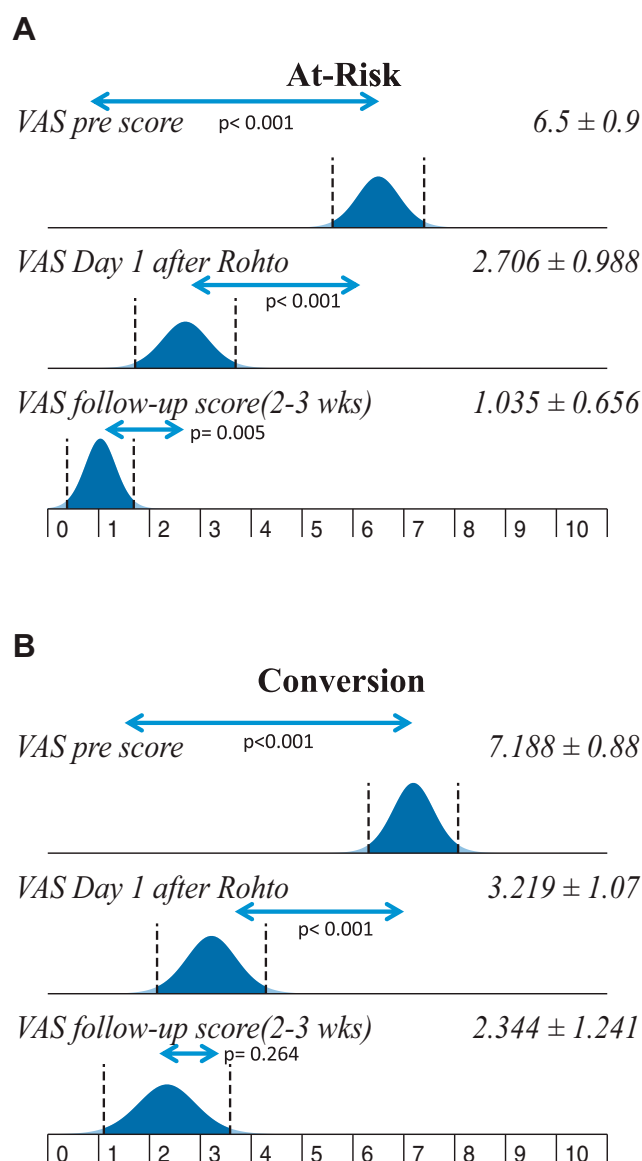 A
At-Risk
VAS pre score 6.5 ± 0.9
p< 0.001
VAS Day 1 after Rohto 2.706 ± 0.988
p< 0.001
VAS follow-up score(2-3 wks) 1.035 ± 0.656
p= 0.005
0 1 2 3 4 5 6 7 8 9 10
B
Conversion
VAS pre score 7.188 ± 0.88
p<0.001
VAS Day 1 after Rohto 3.219 ± 1.07
p< 0.001
VAS follow-up score(2-3 wks) 2.344 ± 1.241
p= 0.264
0 1 2 3 4 5 6 7 8 9 10